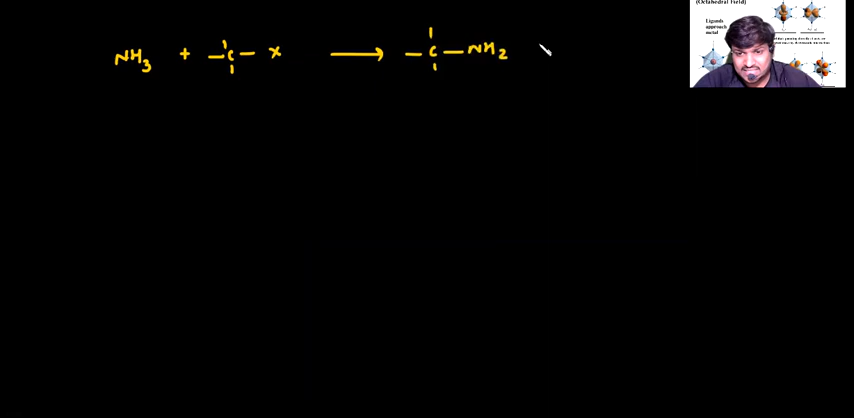 NH3 + -C-X → -C-NH2
(Octahedral Field)
Ligands
approach
metal